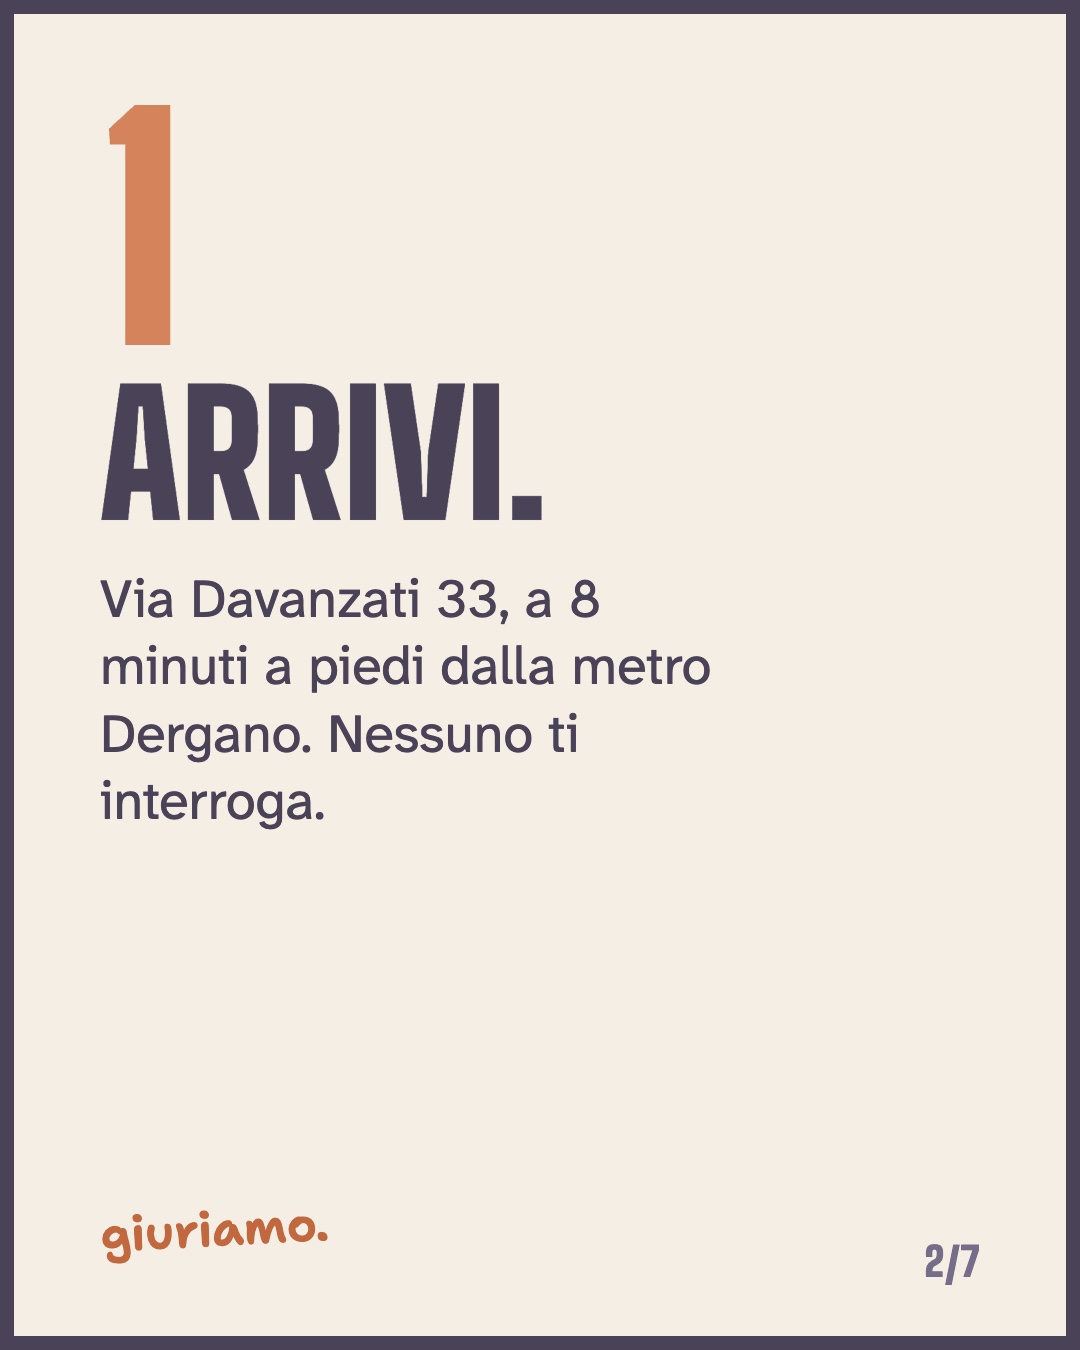 1
ARRIVI.
Via Davanzati 33, a 8
minuti a piedi dalla metro
Dergano. Nessuno ti
interroga.
giuriamo.
2/7